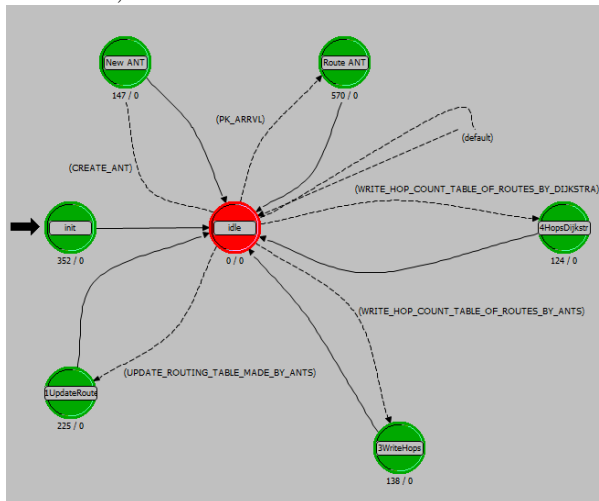 New ANT
147 / 0
Route ANT
570 / 0
(PK_ARRVL)
(default)
(CREATE_ANT)
(WRITE_HOP_COUNT_TABLE_OF_ROUTES_BY_DIJKSTRA)
init
352 / 0
idle
0 / 0
4HopsDijkstr
124 / 0
(WRITE_HOP_COUNT_TABLE_OF_ROUTES_BY_ANTS)
(UPDATE_ROUTING_TABLE_MADE_BY_ANTS)
1UpdateRoute
225 / 0
3WriteHops
138 / 0